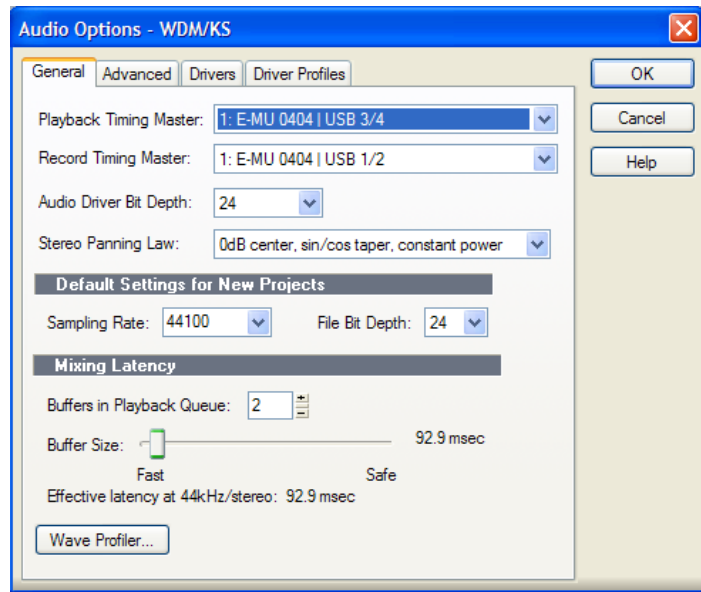 Audio Options - WDM/KS
General Advanced Drivers Driver Profiles
OK
Cancel
Help
Playback Timing Master: 1: E-MU 0404 | USB 3/4
Record Timing Master: 1: E-MU 0404 | USB 1/2
Audio Driver Bit Depth: 24
Stereo Panning Law: 0dB center, sin/cos taper, constant power
Default Settings for New Projects
Sampling Rate: 44100 File Bit Depth: 24
Mixing Latency
Buffers in Playback Queue: 2
Buffer Size: 92.9 msec
Fast Safe
Effective latency at 44kHz/stereo: 92.9 msec
Wave Profiler...